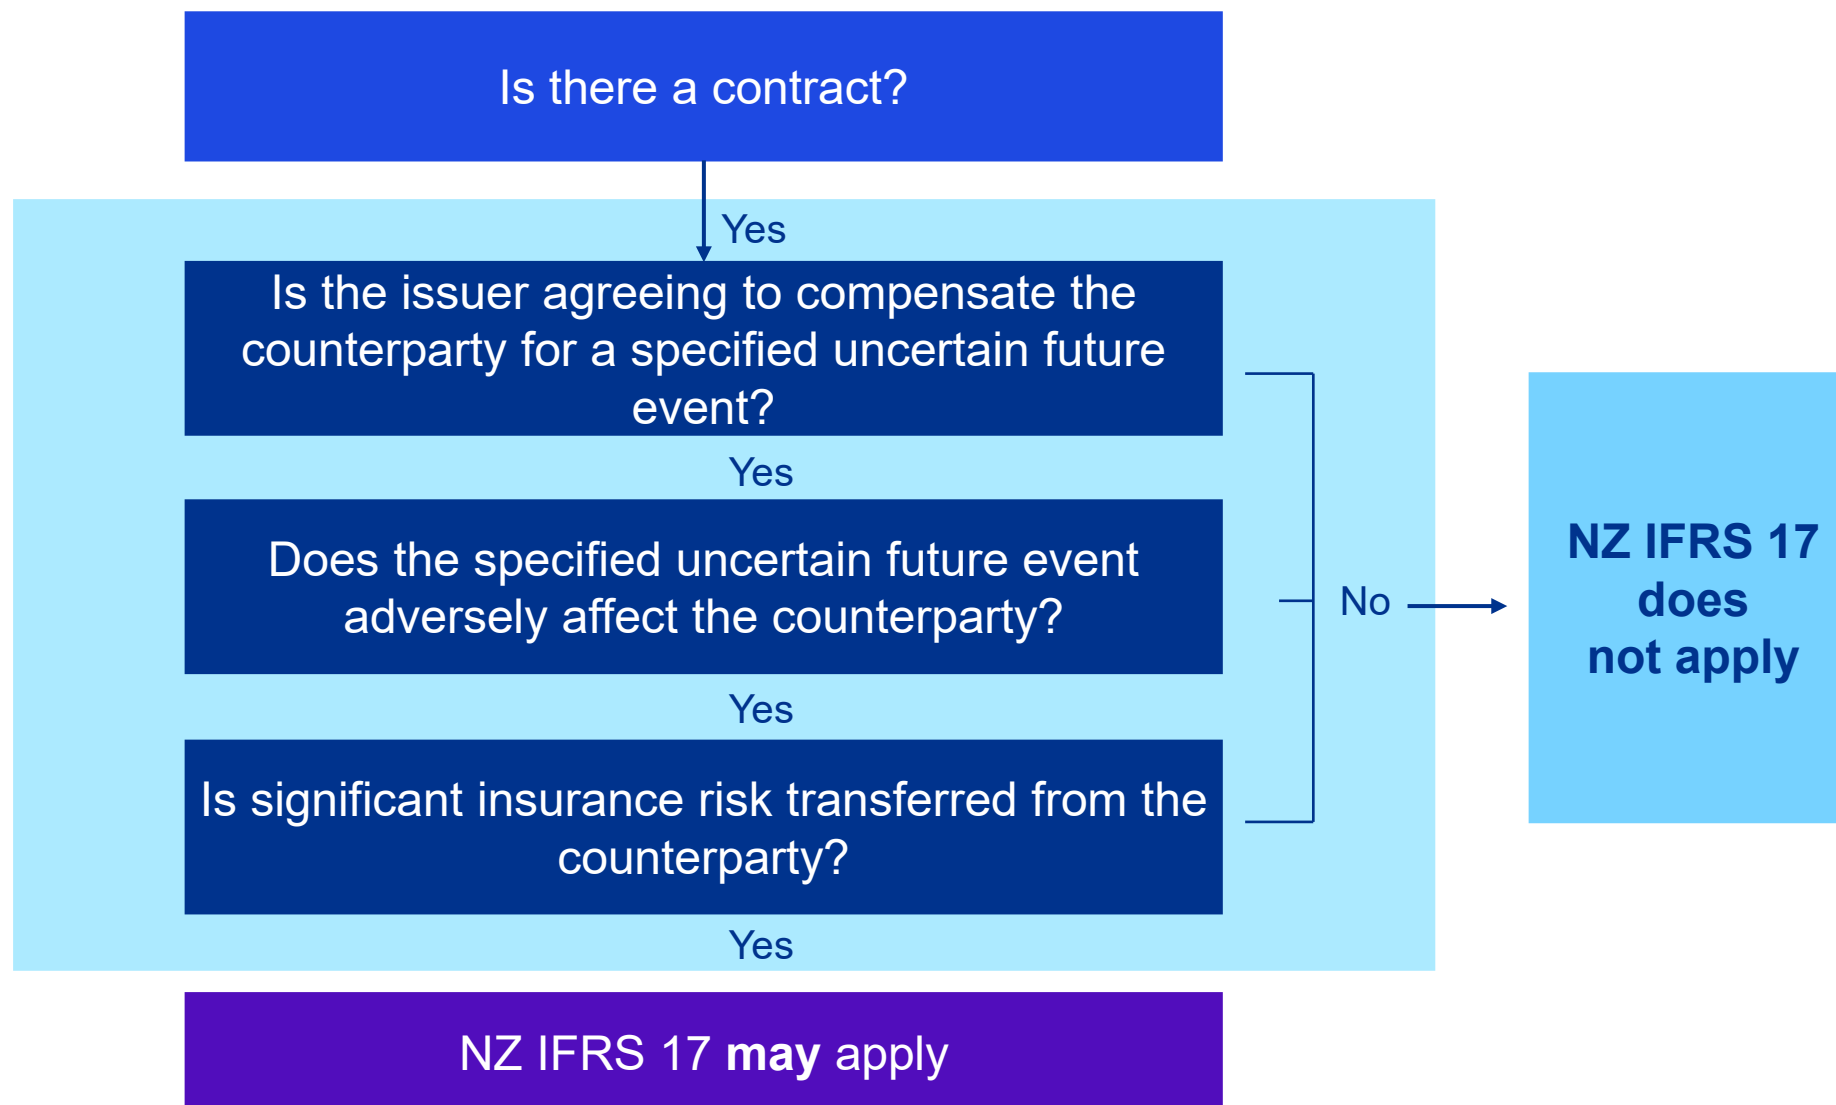 Is there a contract?
Yes
Is the issuer agreeing to compensate the
counterparty for a specified uncertain future
event?
Yes
Does the specified uncertain future event
adversely affect the counterparty?
Yes
Is significant insurance risk transferred from the
counterparty?
Yes
NZ IFRS 17 may apply
No
NZ IFRS 17
does
not apply